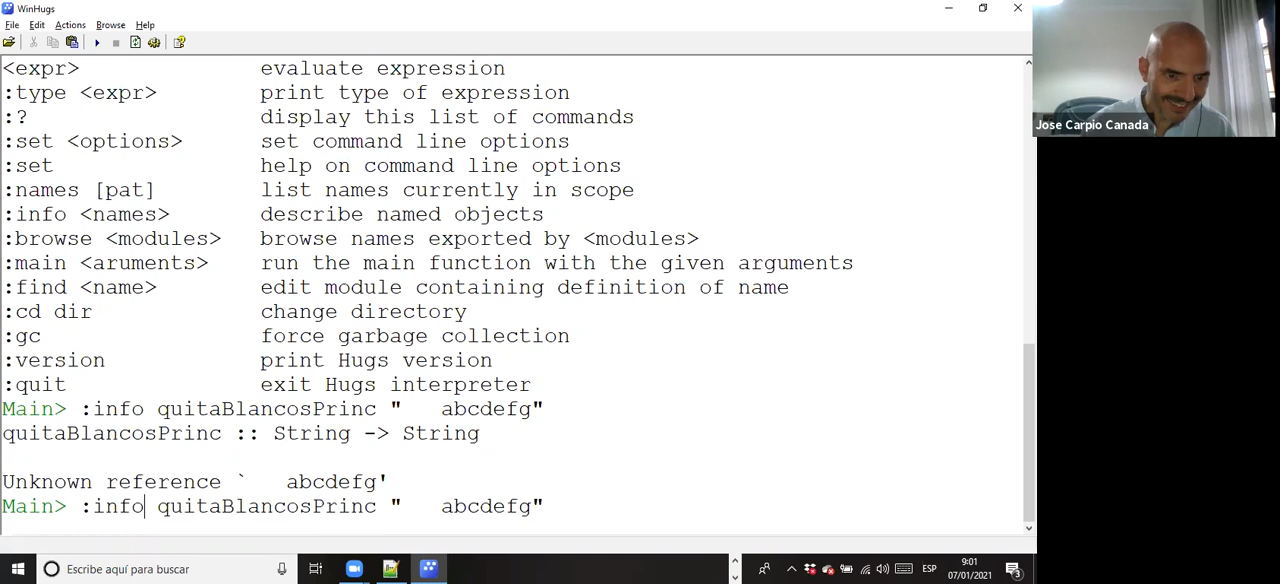 WinHugs
File Edit Actions Browse Help
<expr> evaluate expression
:type <expr> print type of expression
:? display this list of commands
:set <options> set command line options
:set help on command line options
:names [pat] list names currently in scope
:info <names> describe named objects
:browse <modules> browse names exported by <modules>
:main <aruments> run the main function with the given arguments
:find <name> edit module containing definition of name
:cd dir change directory
:gc force garbage collection
:version print Hugs version
:quit exit Hugs interpreter
Main> :info quitaBlancosPrinc "   abcdefg"
quitaBlancosPrinc :: String -> String
Unknown reference `   abcdefg'
Main> :info quitaBlancosPrinc "   abcdefg"
Jose Carpio Canada
Escribe aquí para buscar
ESP
9:01
07/01/2021
3